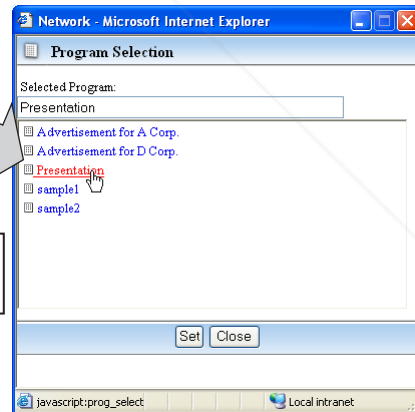 Network - Microsoft Internet Explorer
Program Selection
Selected Program:
Presentation
Advertisement for A Corp.
Advertisement for D Corp.
Presentation
sample1
sample2
Set Close
javascript:prog_select Local intranet